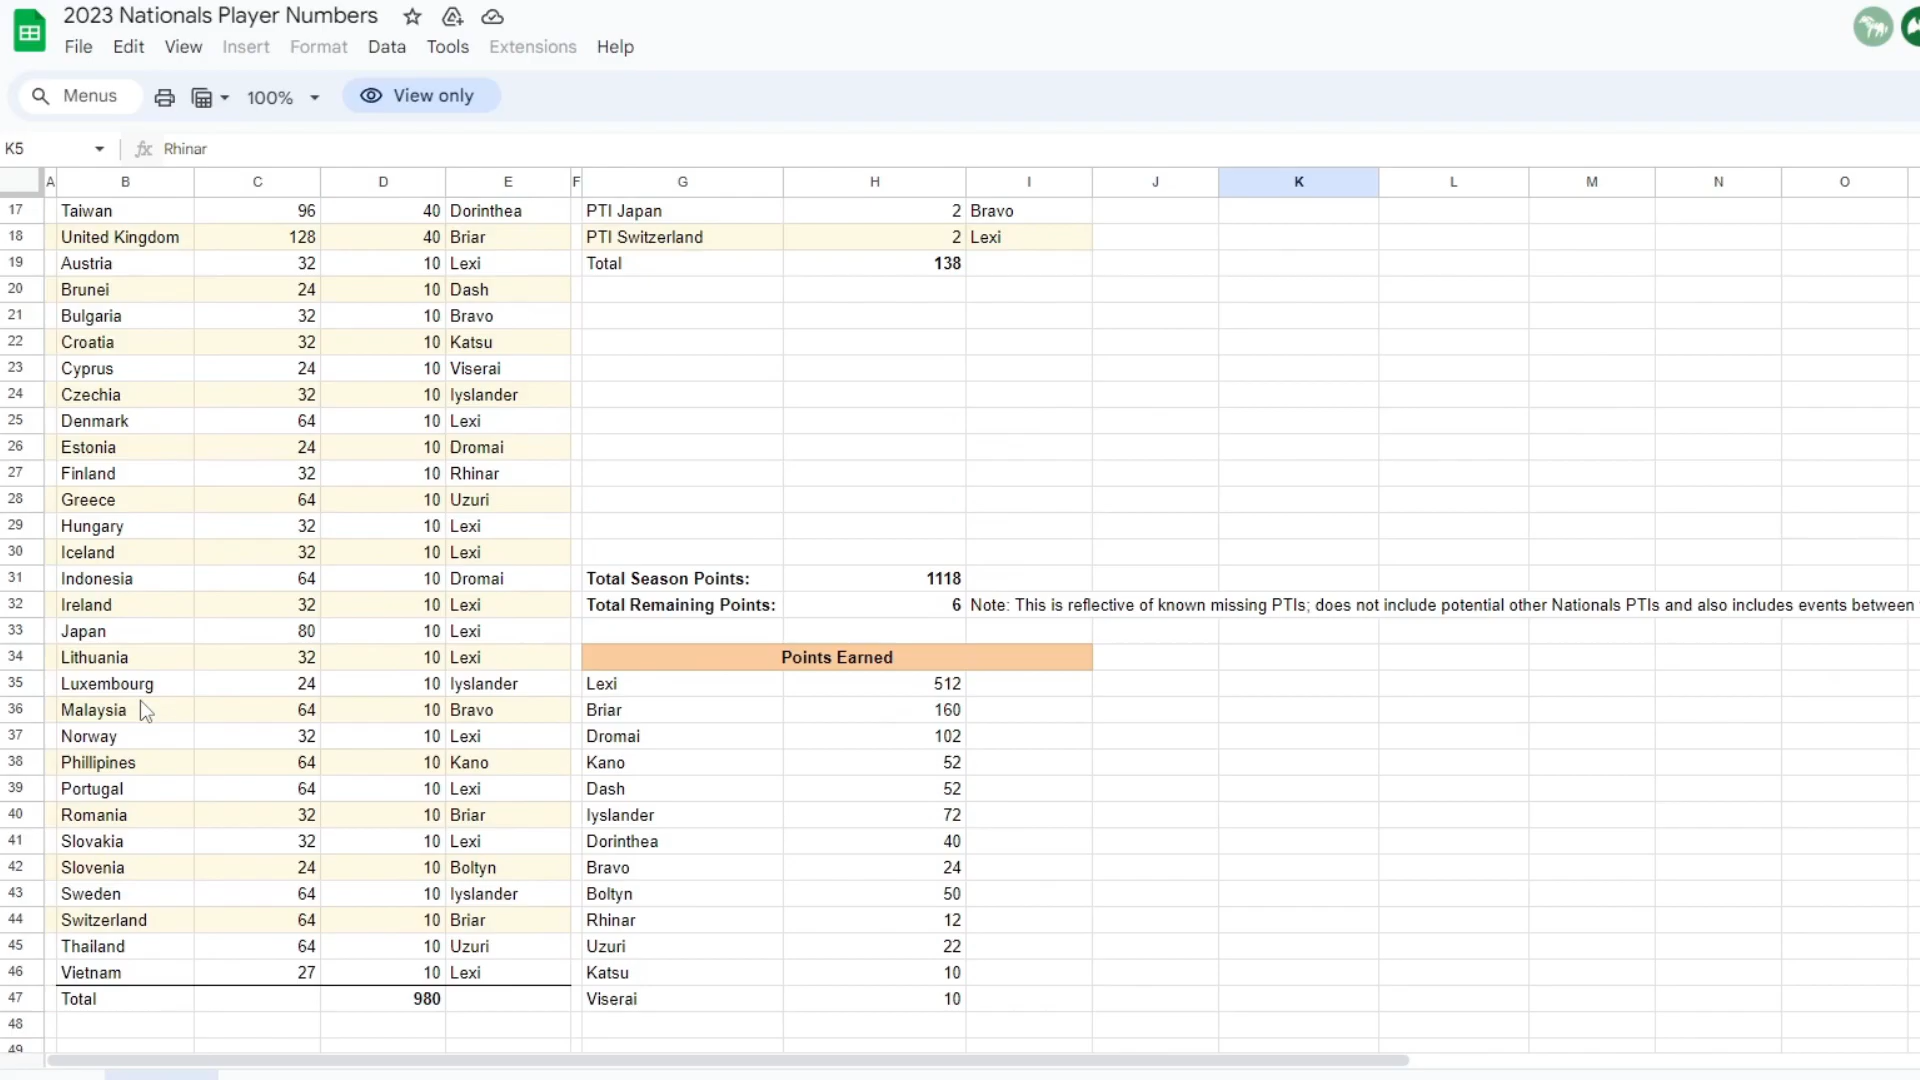 2023 Nationals Player Numbers
File Edit View Insert Format Data Tools Extensions Help
Menus 100% View only
K5 fx Rhinar
A B C D E F G H I J K L M N O
17 Taiwan 96 40 Dorinthea PTI Japan 2 Bravo
18 United Kingdom 128 40 Briar PTI Switzerland 2 Lexi
19 Austria 32 10 Lexi Total 138
20 Brunei 24 10 Dash
21 Bulgaria 32 10 Bravo
22 Croatia 32 10 Katsu
23 Cyprus 24 10 Viserai
24 Czechia 32 10 Iyslander
25 Denmark 64 10 Lexi
26 Estonia 24 10 Dromai
27 Finland 32 10 Rhinar
28 Greece 64 10 Uzuri
29 Hungary 32 10 Lexi
30 Iceland 32 10 Lexi
31 Indonesia 64 10 Dromai Total Season Points: 1118
32 Ireland 32 10 Lexi Total Remaining Points: 6 Note: This is reflective of known missing PTIs; does not include potential other Nationals PTIs and also includes events between
33 Japan 80 10 Lexi
34 Lithuania 32 10 Lexi Points Earned
35 Luxembourg 24 10 Iyslander Lexi 512
36 Malaysia 64 10 Bravo Briar 160
37 Norway 32 10 Lexi Dromai 102
38 Phillipines 64 10 Kano Kano 52
39 Portugal 64 10 Lexi Dash 52
40 Romania 32 10 Briar Iyslander 72
41 Slovakia 32 10 Lexi Dorinthea 40
42 Slovenia 24 10 Boltyn Bravo 24
43 Sweden 64 10 Iyslander Boltyn 50
44 Switzerland 64 10 Briar Rhinar 12
45 Thailand 64 10 Uzuri Uzuri 22
46 Vietnam 27 10 Lexi Katsu 10
47 Total 980 Viserai 10
48
49